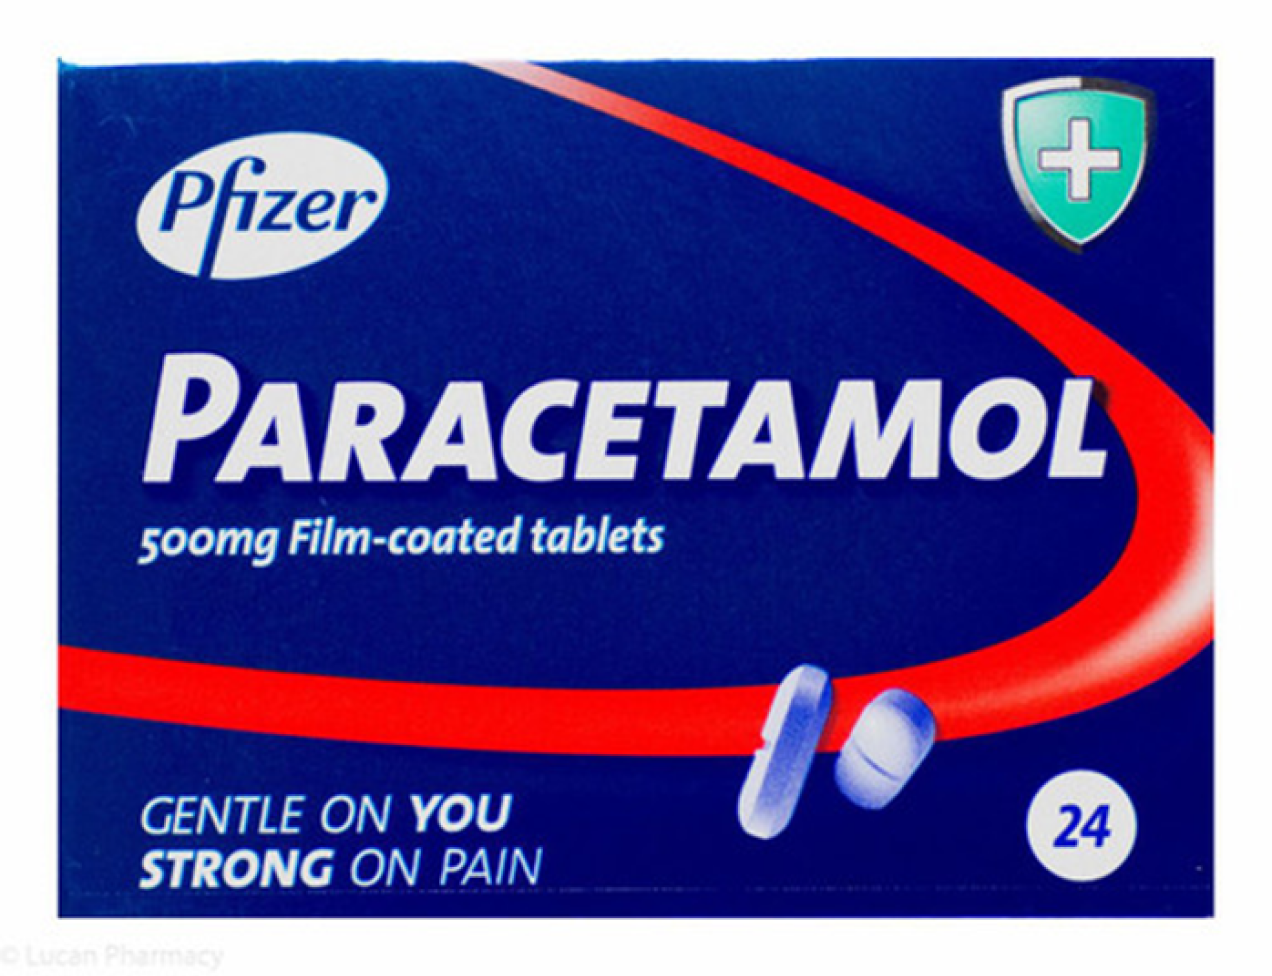 Pfizer
PARACETAMOL
500mg Film-coated tablets
GENTLE ON YOU
STRONG ON PAIN
24
© Lucan Pharmacy